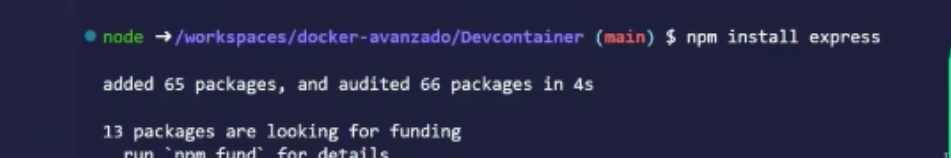 node →/workspaces/docker-avanzado/Devcontainer (main) $ npm install express
added 65 packages, and audited 66 packages in 4s
13 packages are looking for funding
run `npm fund` for details